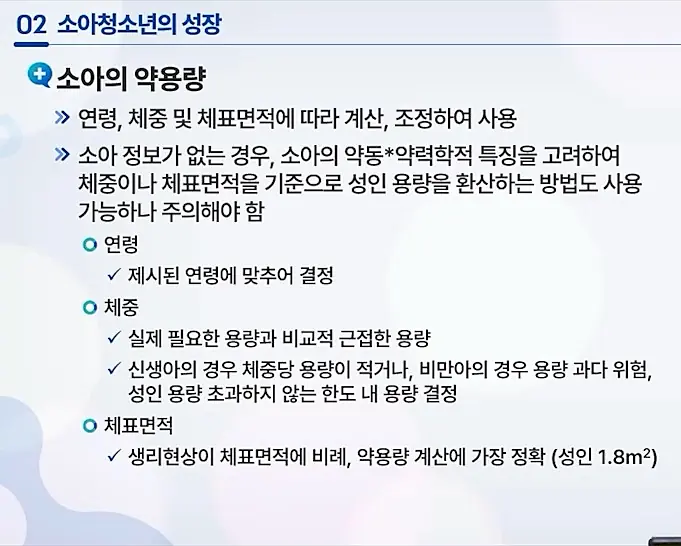 02 소아청소년의 성장
소아의 약용량
» 연령, 체중 및 체표면적에 따라 계산, 조정하여 사용
» 소아 정보가 없는 경우, 소아의 약동*약력학적 특징을 고려하여
체중이나 체표면적을 기준으로 성인 용량을 환산하는 방법도 사용
가능하나 주의해야 함
연령
✓ 제시된 연령에 맞추어 결정
체중
✓ 실제 필요한 용량과 비교적 근접한 용량
✓ 신생아의 경우 체중당 용량이 적거나, 비만아의 경우 용량 과다 위험,
성인 용량 초과하지 않는 한도 내 용량 결정
체표면적
✓ 생리현상이 체표면적에 비례, 약용량 계산에 가장 정확 (성인 1.8m²)